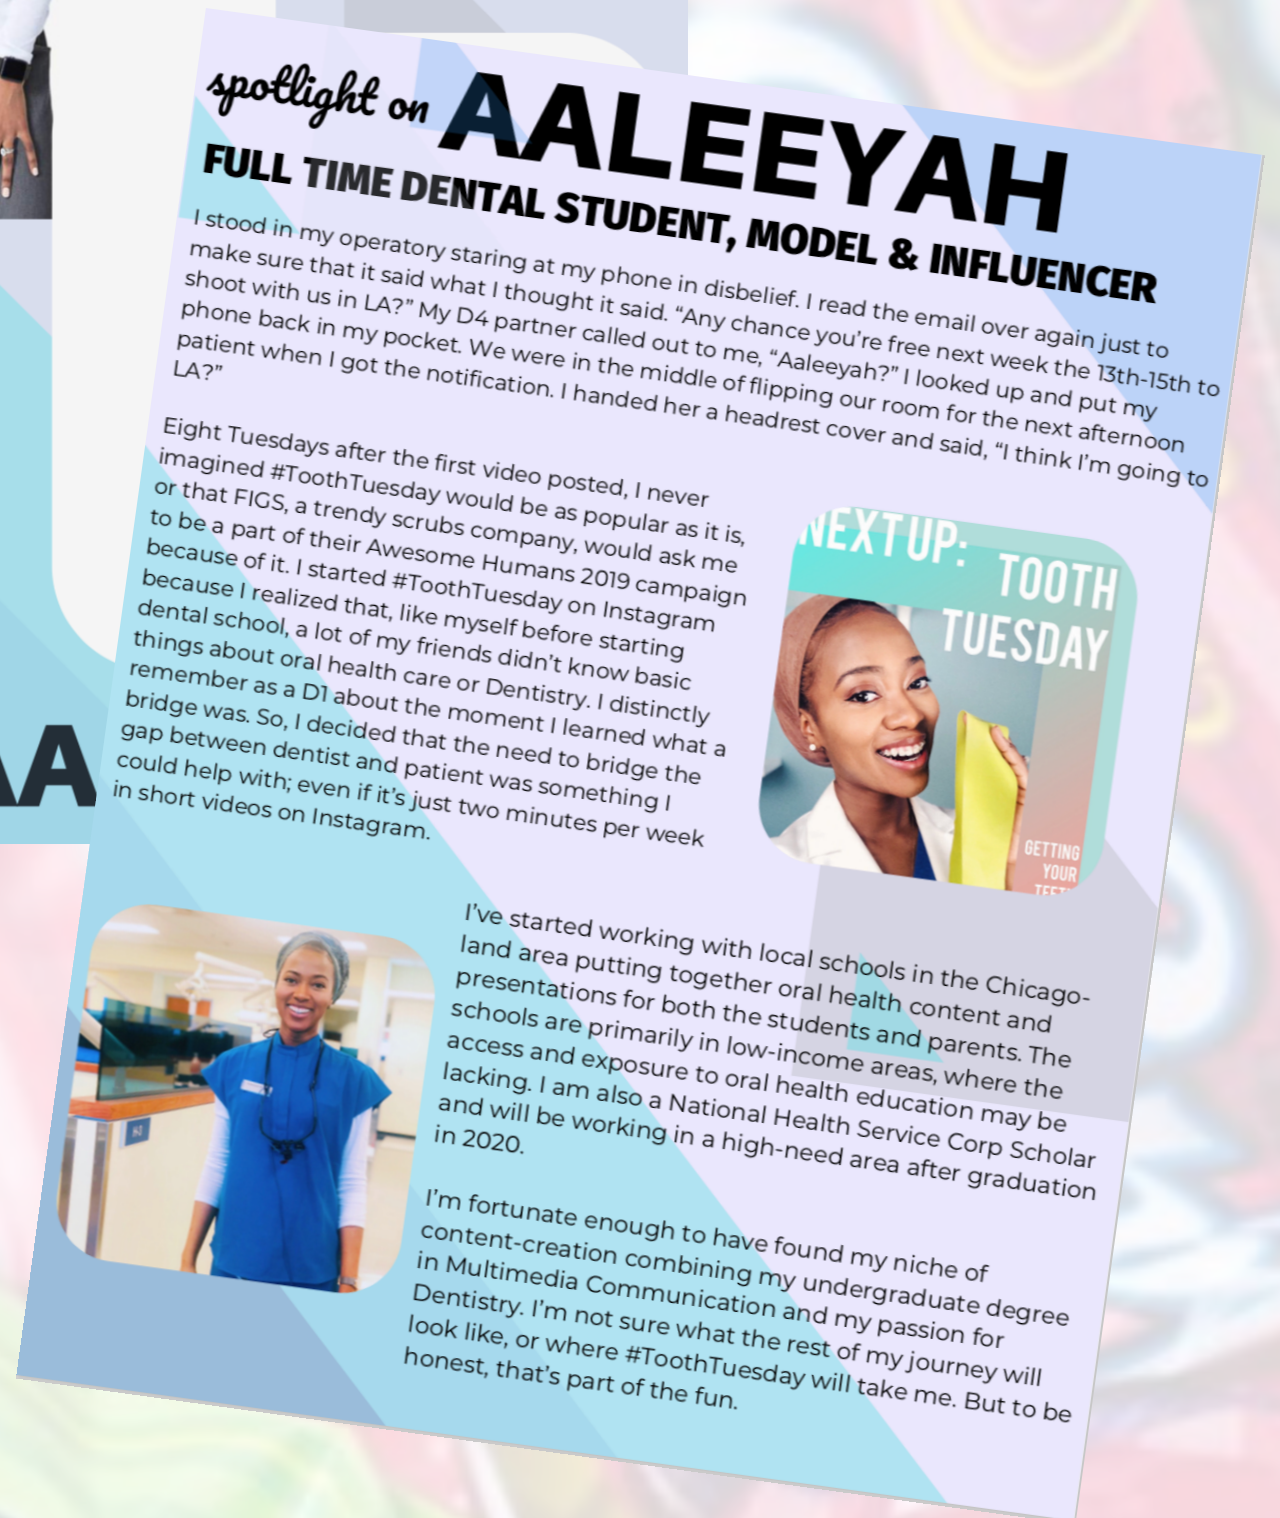 spotlight on AALEEYAH
FULL TIME DENTAL STUDENT, MODEL & INFLUENCER
I stood in my operatory staring at my phone in disbelief. I read the email over again just to
make sure that it said what I thought it said. “Any chance you’re free next week the 13th-15th to
shoot with us in LA?” My D4 partner called out to me, “Aaleeyah?” I looked up and put my
phone back in my pocket. We were in the middle of flipping our room for the next afternoon
patient when I got the notification. I handed her a headrest cover and said, “I think I’m going to
LA?”
Eight Tuesdays after the first video posted, I never
imagined #ToothTuesday would be as popular as it is,
or that FIGS, a trendy scrubs company, would ask me
to be a part of their Awesome Humans 2019 campaign
because of it. I started #ToothTuesday on Instagram
because I realized that, like myself before starting
dental school, a lot of my friends didn’t know basic
things about oral health care or Dentistry. I distinctly
remember as a D1 about the moment I learned what a
bridge was. So, I decided that the need to bridge the
gap between dentist and patient was something I
could help with; even if it’s just two minutes per week
in short videos on Instagram.
NEXT UP: TOOTH
TUESDAY
GETTING
YOUR
TEET
I’ve started working with local schools in the Chicago-
land area putting together oral health content and
presentations for both the students and parents. The
schools are primarily in low-income areas, where the
access and exposure to oral health education may be
lacking. I am also a National Health Service Corp Scholar
and will be working in a high-need area after graduation
in 2020.
I’m fortunate enough to have found my niche of
content-creation combining my undergraduate degree
in Multimedia Communication and my passion for
Dentistry. I’m not sure what the rest of my journey will
look like, or where #ToothTuesday will take me. But to be
honest, that’s part of the fun.
AA